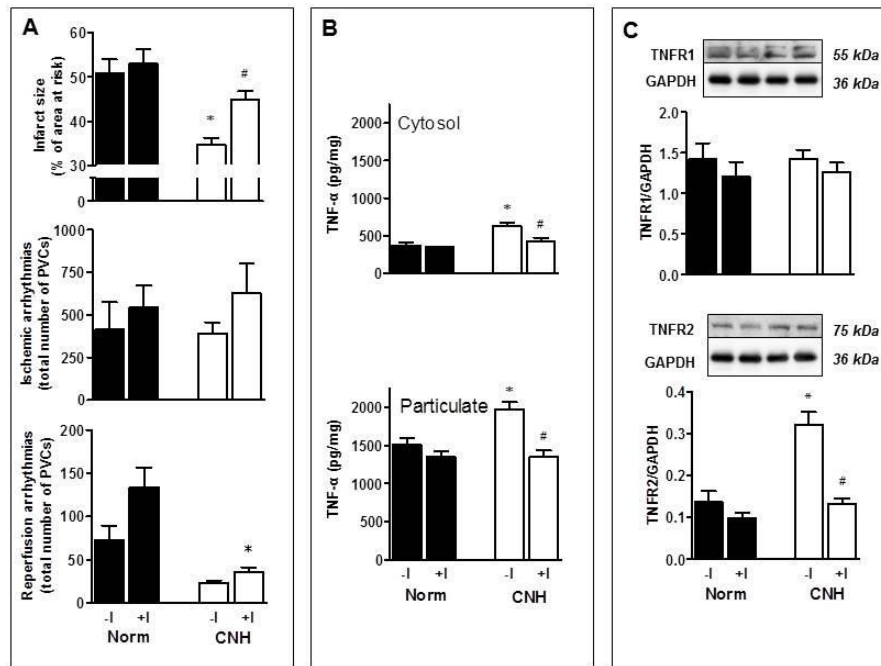 A
Infarct size
(% of area at risk)
60
50
40
30
0
*
#
Ischemic arrhythmias
(total number of PVCs)
1000
750
500
250
0
Reperfusion arrhythmias
(total number of PVCs)
200
150
100
50
0
*
-I +I -I +I
Norm CNH
B
Cytosol
TNF-α (pg/mg)
2000
1500
1000
500
0
*
#
Particulate
TNF-α (pg/mg)
2000
1500
1000
500
0
*
#
-I +I -I +I
Norm CNH
C
TNFR1 55 kDa
GAPDH 36 kDa
TNFR1/GAPDH
2.0
1.5
1.0
0.5
0.0
TNFR2 75 kDa
GAPDH 36 kDa
TNFR2/GAPDH
0.4
0.3
0.2
0.1
0.0
*
#
-I +I -I +I
Norm CNH